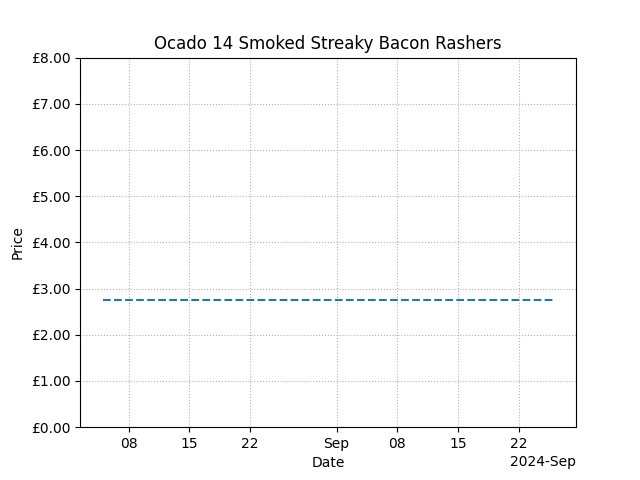 Ocado 14 Smoked Streaky Bacon Rashers
£8.00
£7.00
£6.00
£5.00
£4.00
£3.00
£2.00
£1.00
£0.00
Price
08 15 22 Sep 08 15 22
Date
2024-Sep